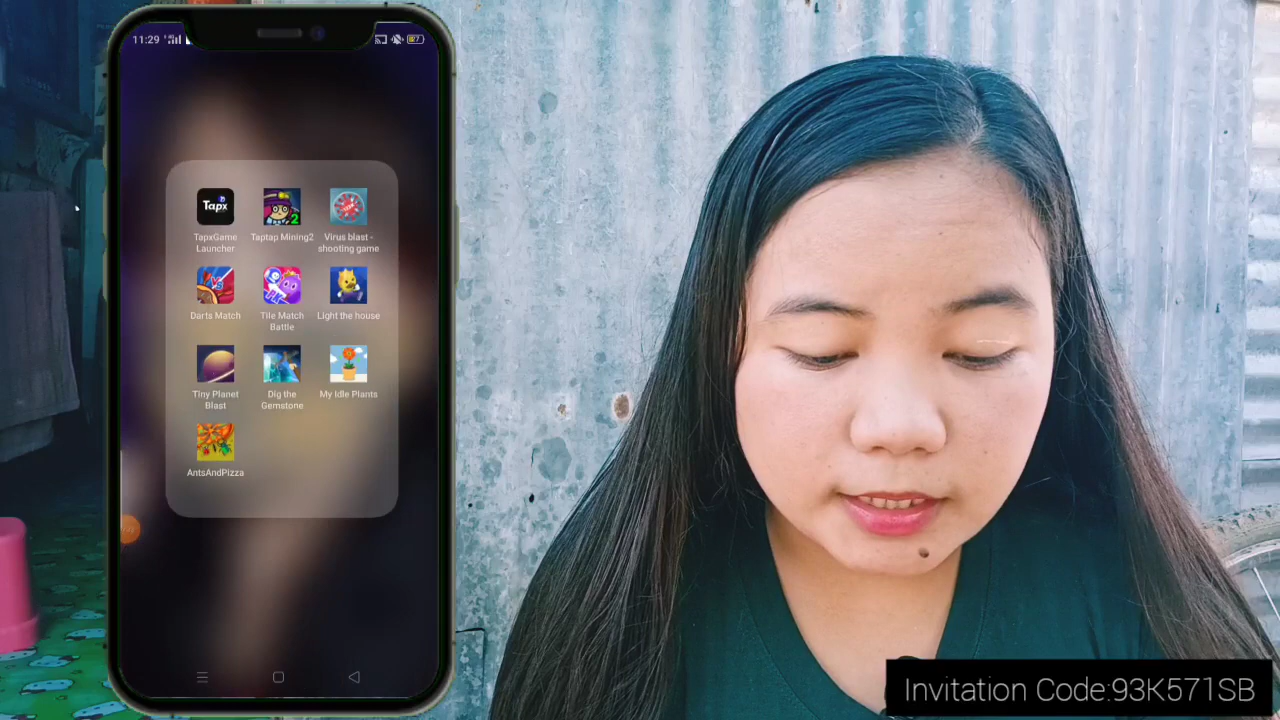 11:29
Tapx
TapxGame
Launcher
2
Taptap Mining2
Virus blast -
shooting game
Darts Match
Tile Match
Battle
Light the house
Tiny Planet
Blast
Dig the
Gemstone
My Idle Plants
AntsAndPizza
Invitation Code:93K571SB